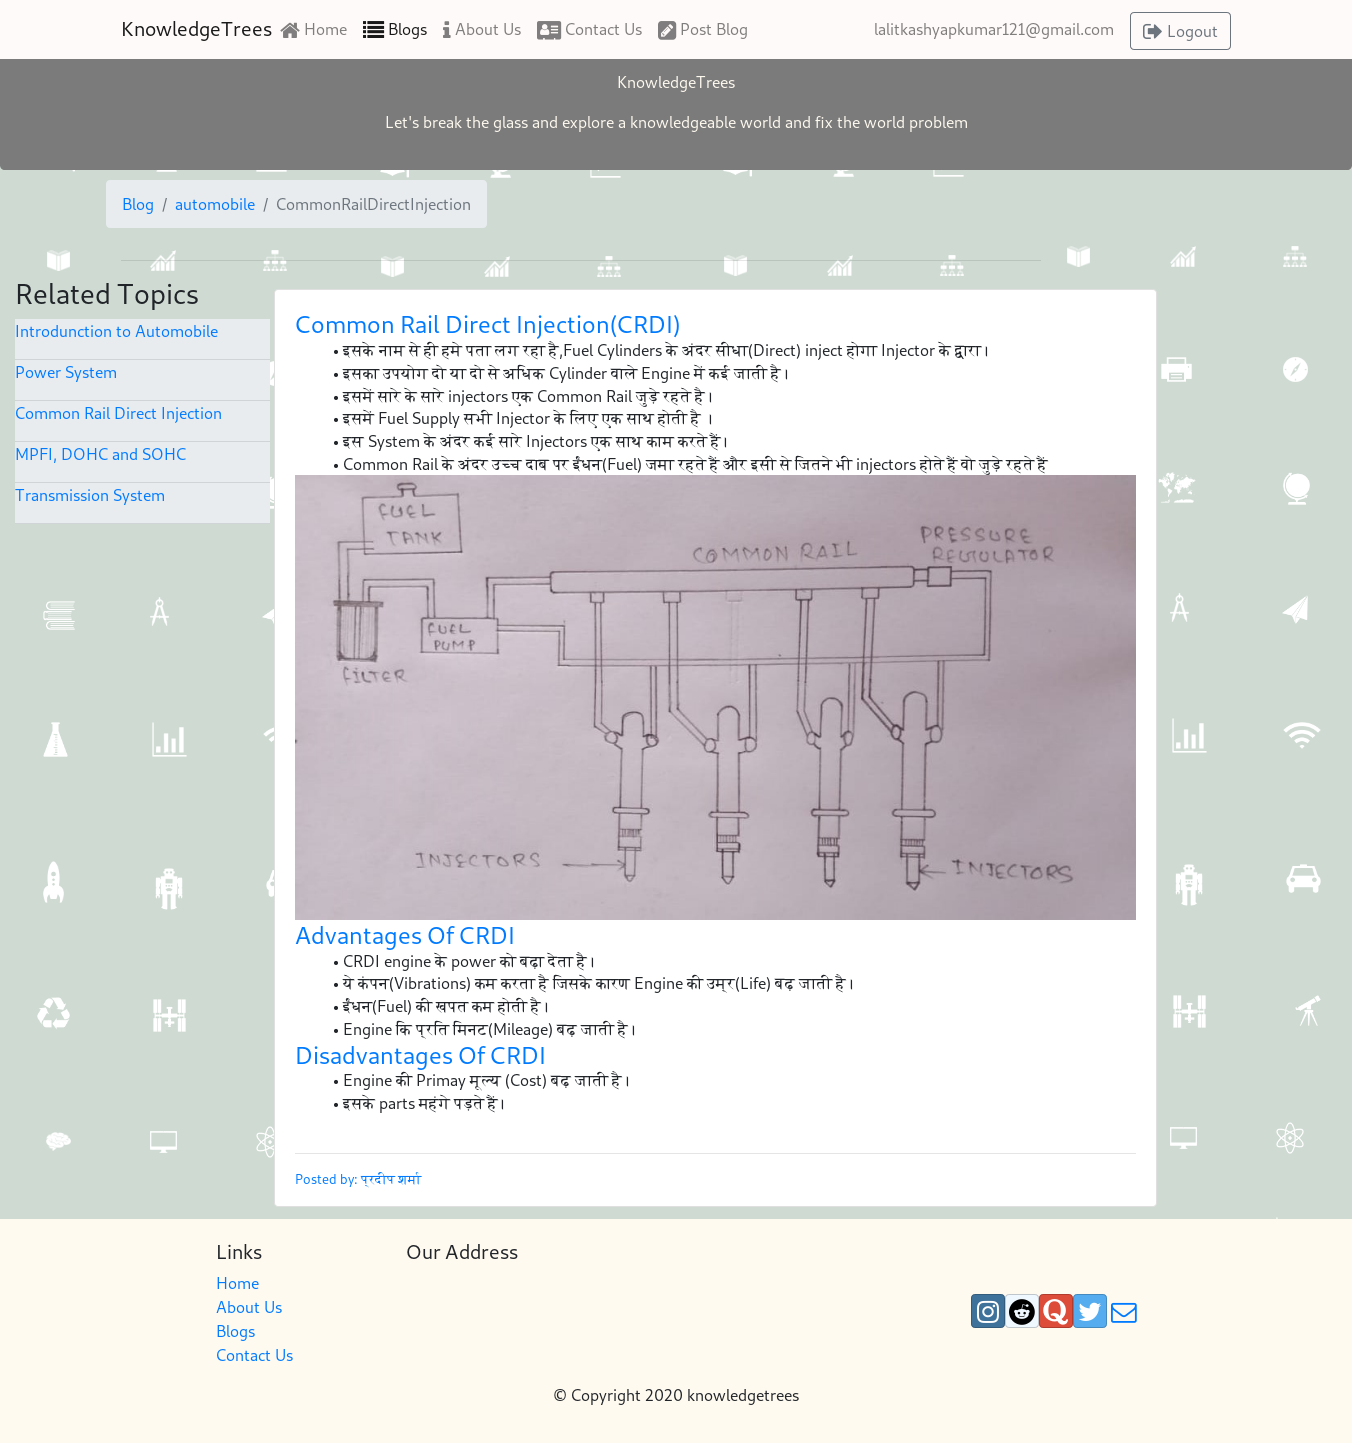 KnowledgeTrees Home Blogs About Us Contact Us Post Blog lalitkashyapkumar121@gmail.com Logout
KnowledgeTrees
Let's break the glass and explore a knowledgeable world and fix the world problem
Blog / automobile / CommonRailDirectInjection
Related Topics
Introdunction to Automobile
Power System
Common Rail Direct Injection
MPFI, DOHC and SOHC
Transmission System
Common Rail Direct Injection(CRDI)
• इसके नाम से ही हमे पता लग रहा है,Fuel Cylinders के अंदर सीधा(Direct) inject होगा Injector के द्वारा।
• इसका उपयोग दो या दो से अधिक Cylinder वाले Engine में कई जाती है।
• इसमें सारे के सारे injectors एक Common Rail जुड़े रहते है।
• इसमें Fuel Supply सभी Injector के लिए एक साथ होती है ।
• इस System के अंदर कई सारे Injectors एक साथ काम करते हैं।
• Common Rail के अंदर उच्च दाब पर ईंधन(Fuel) जमा रहते हैं और इसी से जितने भी injectors होते हैं वो जुड़े रहते हैं
FUEL
TANK
COMMON RAIL
PRESSURE
REGULATOR
FUEL
PUMP
FILTER
INJECTORS
INJECTORS
Advantages Of CRDI
• CRDI engine के power को बढ़ा देता है।
• ये कंपन(Vibrations) कम करता है जिसके कारण Engine की उम्र(Life) बढ़ जाती है।
• ईंधन(Fuel) की खपत कम होती है।
• Engine कि प्रति मिनट(Mileage) बढ़ जाती है।
Disadvantages Of CRDI
• Engine की Primay मूल्य (Cost) बढ़ जाती है।
• इसके parts महंगे पड़ते हैं।
Posted by: प्रदीप शर्मा
Links
Home
About Us
Blogs
Contact Us
Our Address
© Copyright 2020 knowledgetrees